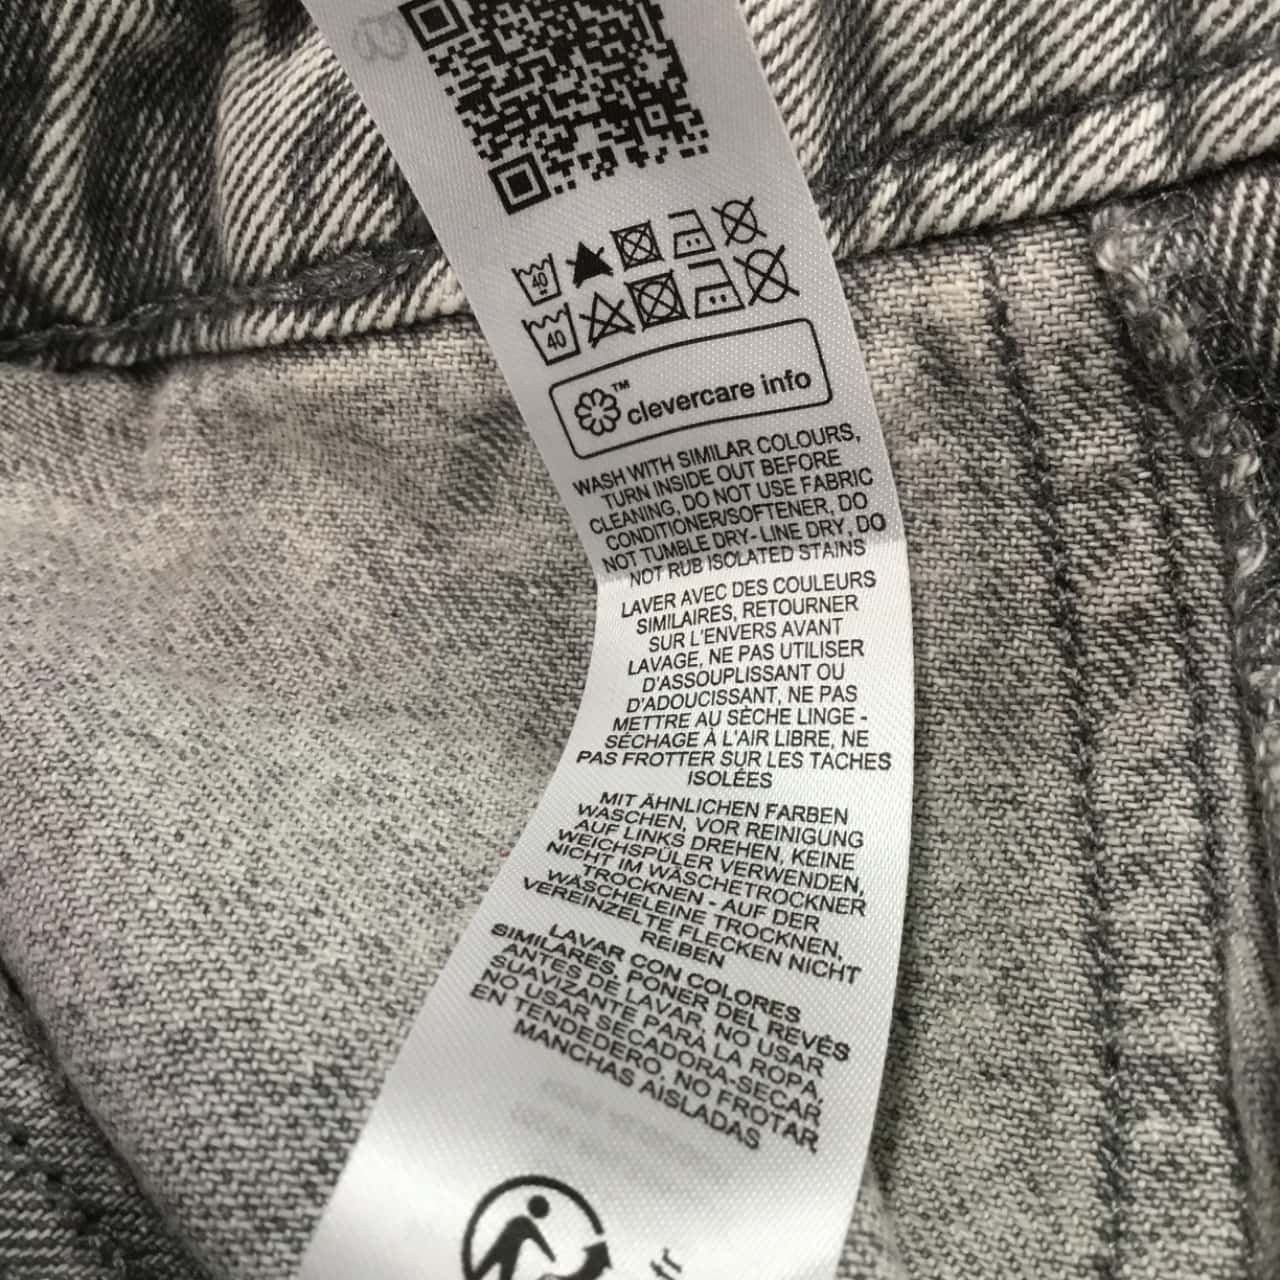 40
40
™ clevercare info
WASH WITH SIMILAR COLOURS,
TURN INSIDE OUT BEFORE
CLEANING, DO NOT USE FABRIC
CONDITIONER/SOFTENER, DO
NOT TUMBLE DRY- LINE DRY, DO
NOT RUB ISOLATED STAINS
LAVER AVEC DES COULEURS
SIMILAIRES, RETOURNER
SUR L'ENVERS AVANT
LAVAGE, NE PAS UTILISER
D'ASSOUPLISSANT OU
D'ADOUCISSANT, NE PAS
METTRE AU SÈCHE LINGE -
SÉCHAGE À L'AIR LIBRE, NE
PAS FROTTER SUR LES TACHES
ISOLÉES
MIT ÄHNLICHEN FARBEN
WASCHEN, VOR REINIGUNG
AUF LINKS DREHEN, KEINE
WEICHSPÜLER VERWENDEN,
NICHT IM WÄSCHETROCKNER
TROCKNEN - AUF DER
WÄSCHELEINE TROCKNEN,
VEREINZELTE FLECKEN NICHT
REIBEN
LAVAR CON COLORES
SIMILARES, PONER DEL REVÉS
ANTES DE LAVAR, NO USAR
SUAVIZANTE PARA LA ROPA,
NO USAR SECADORA-SECAR
EN TENDEDERO, NO FROTAR
MANCHAS AISLADAS
.fr